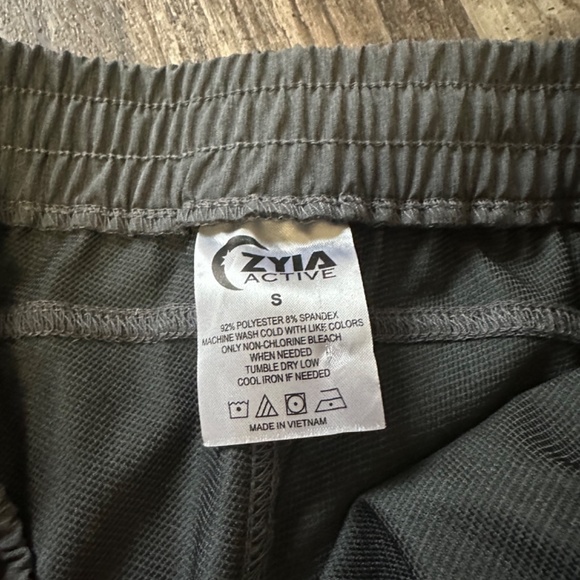 ZYIA
ACTIVE
S
92% POLYESTER 8% SPANDEX
MACHINE WASH COLD WITH LIKE COLORS
ONLY NON-CHLORINE BLEACH
WHEN NEEDED
TUMBLE DRY LOW
COOL IRON IF NEEDED
MADE IN VIETNAM